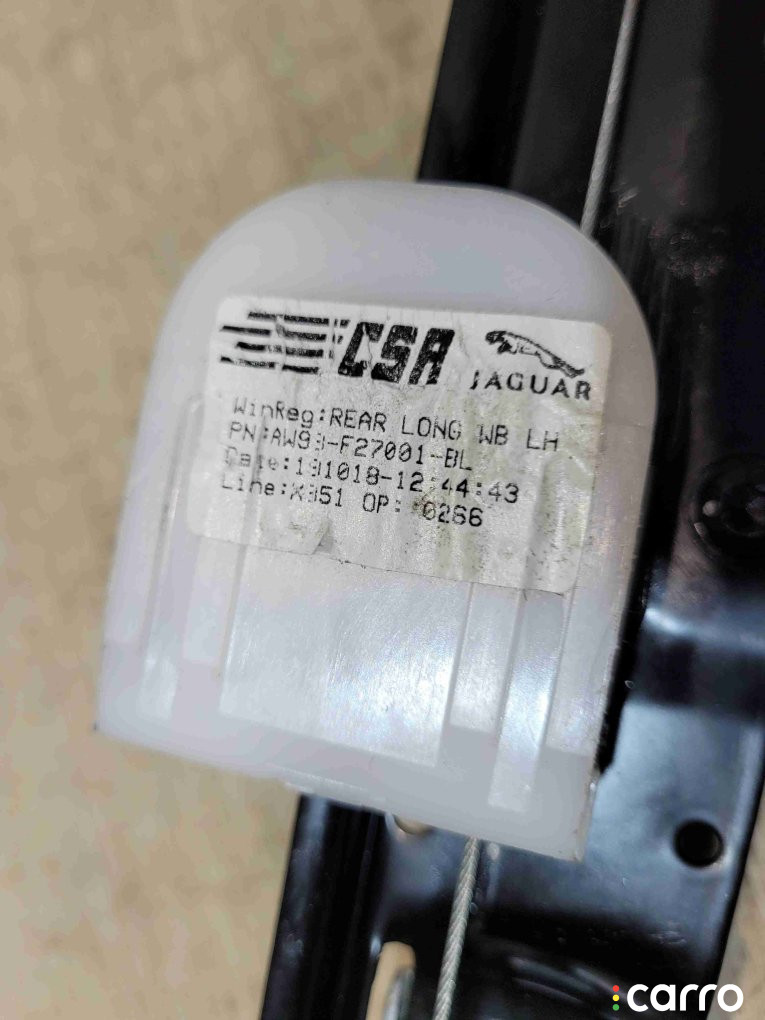 CSA JAGUAR
WinReg:REAR LONG WB LH
PN:AW93-F27001-BL
Date:191018-12:44:43
Line:X351 OP: 0266
carro